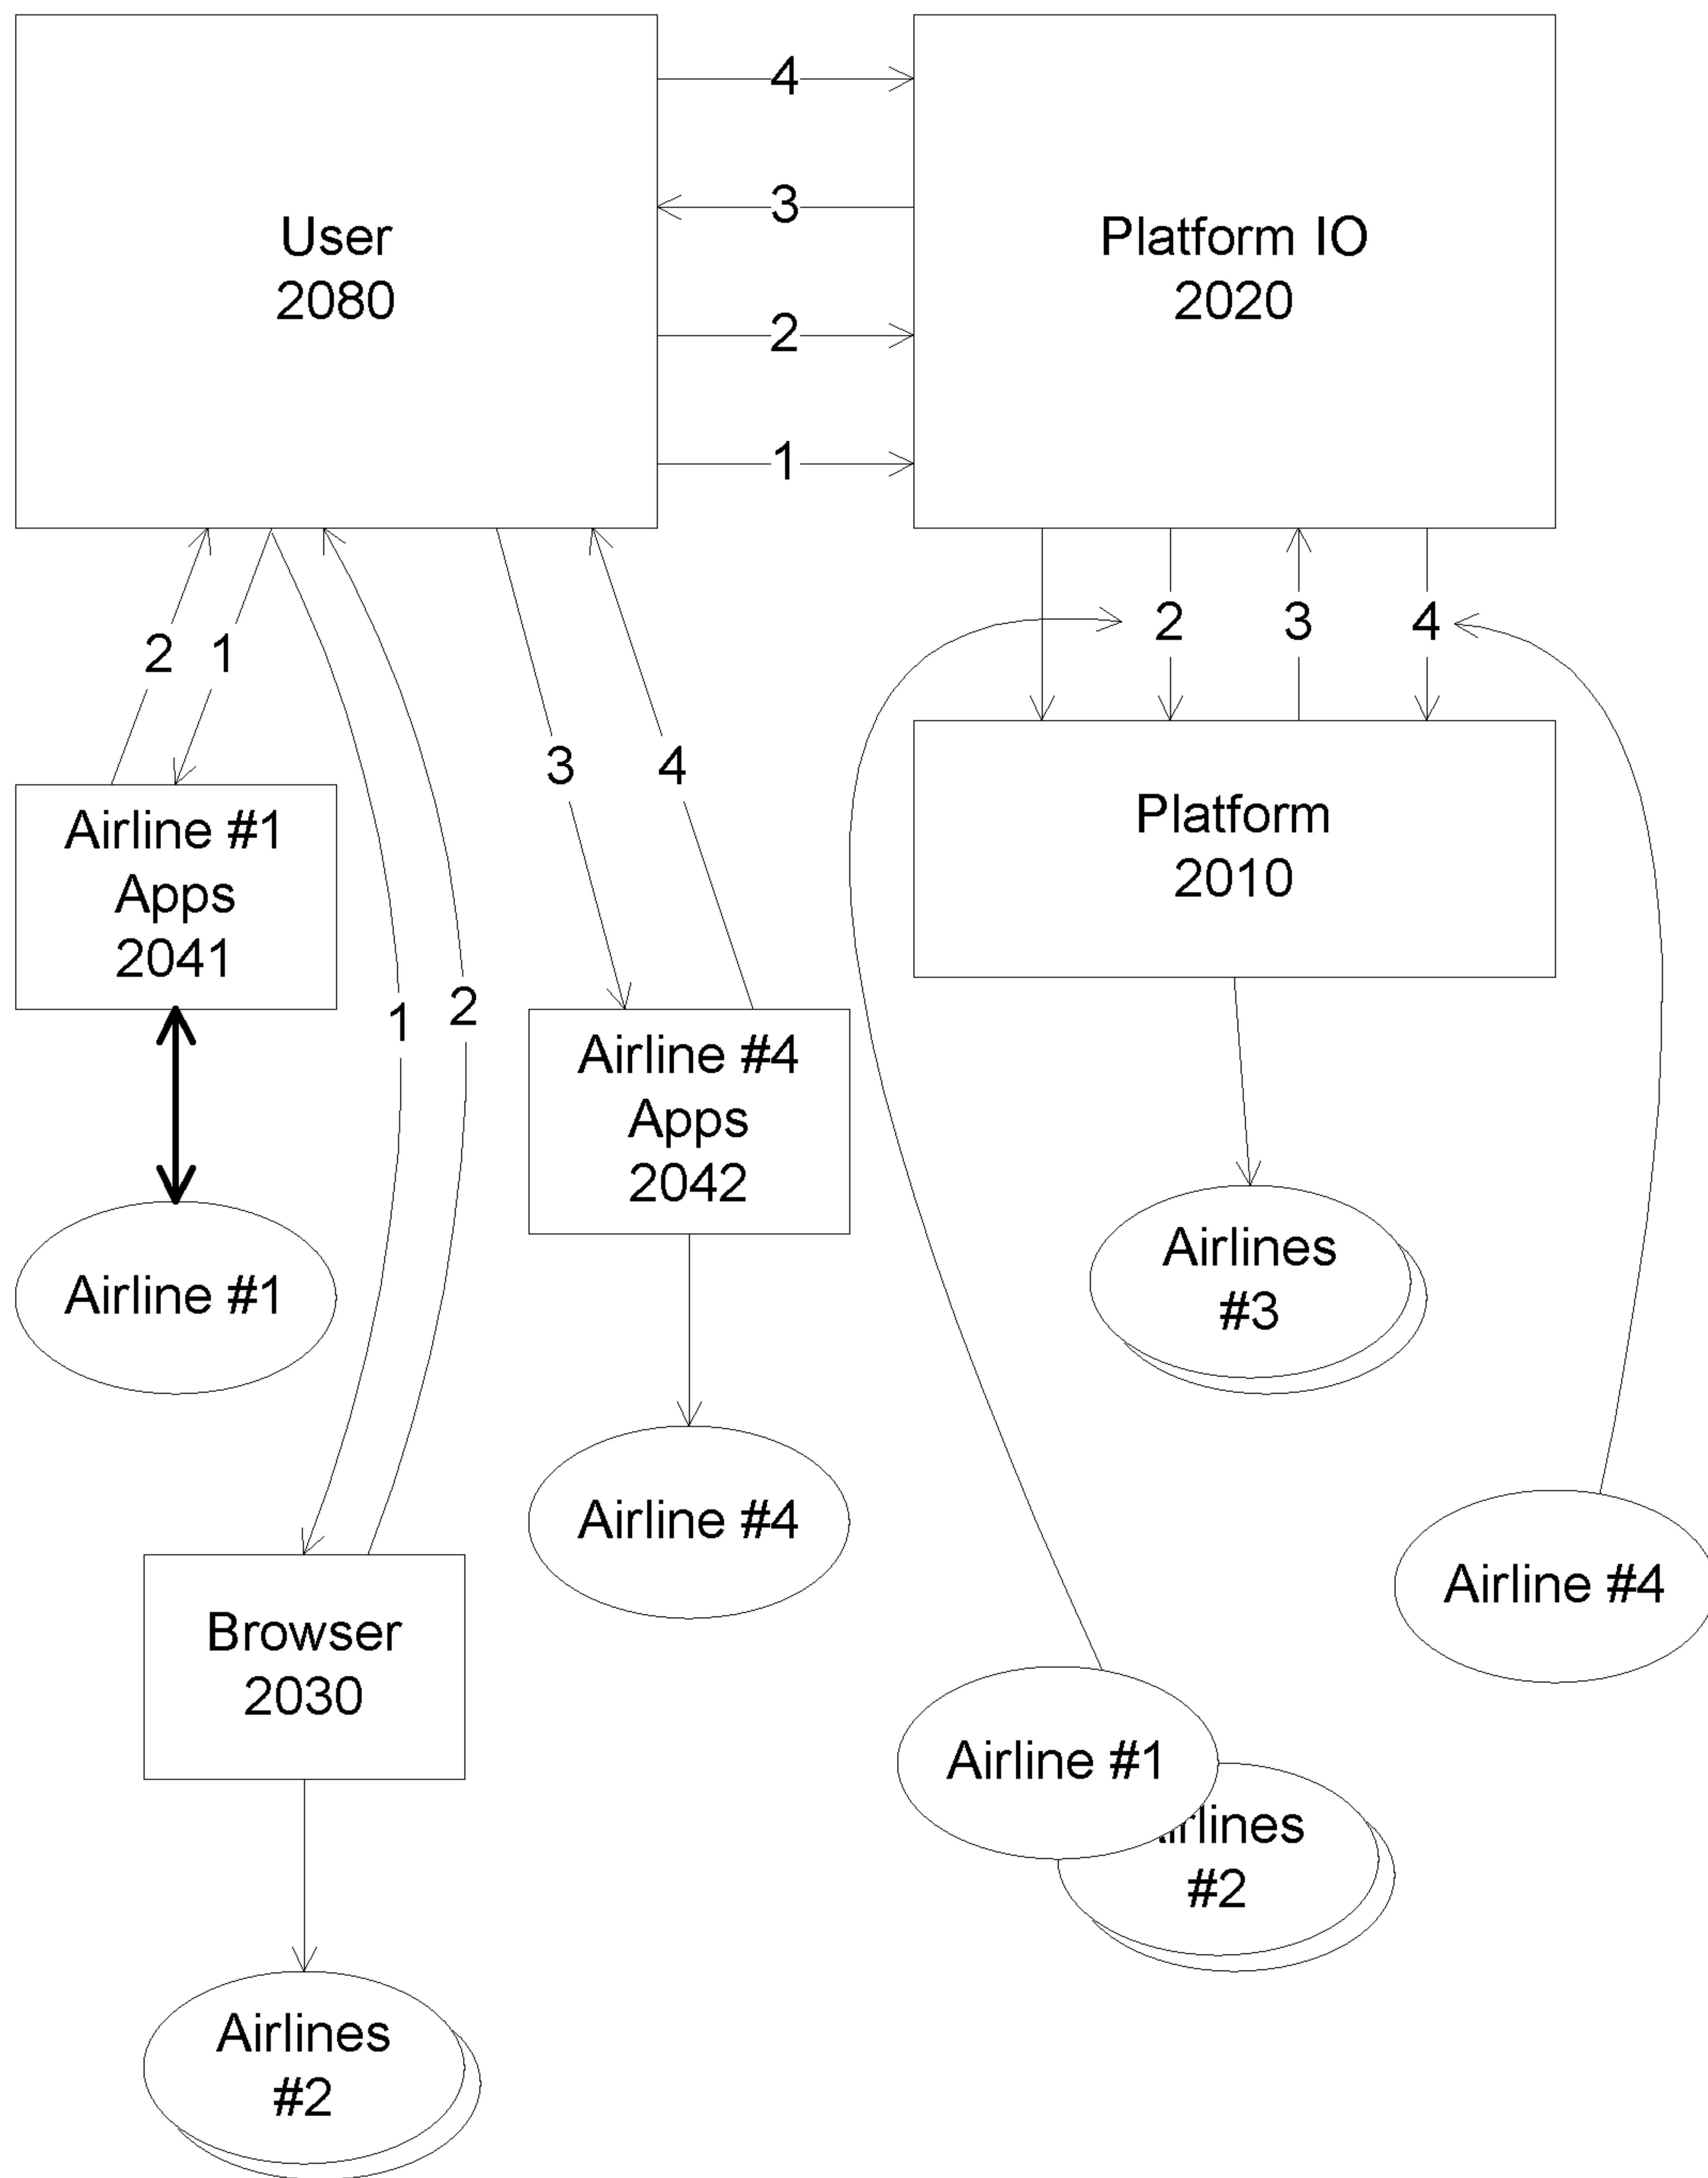 4
3
2
1
User
2080
Platform IO
2020
2
3
4
2
1
3
4
Platform
2010
Airline #1
Apps
2041
1
2
Airline #4
Apps
2042
Airlines
#3
Airline #1
Airline #4
Airline #4
Browser
2030
Airline #1
#2
Airlines
#2